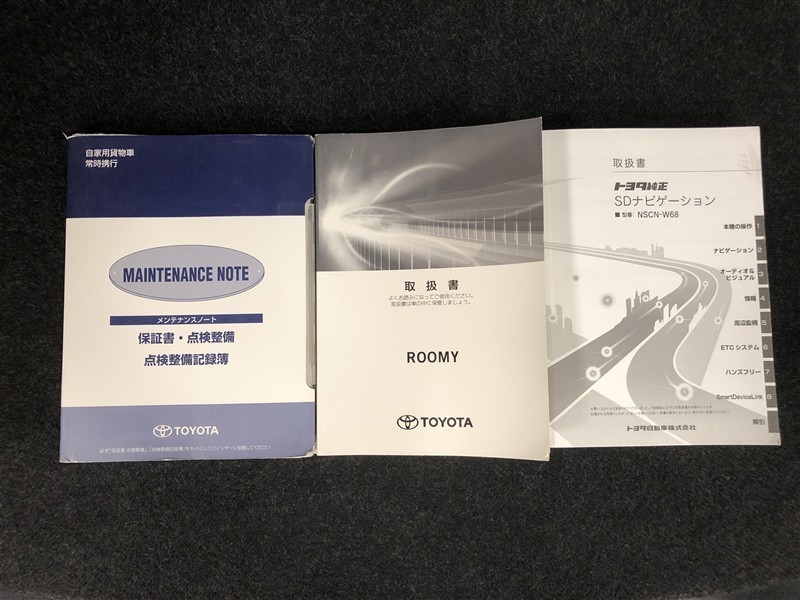 自家用貨物車
常時携行
MAINTENANCE NOTE
メンテナンスノート
保証書・点検整備
点検整備記録簿
TOYOTA
取扱書
よくお読みになってご使用ください。
取扱書は車の中に保管しましょう。
ROOMY
TOYOTA
取扱書
トヨタ純正
SDナビゲーション
■ 型番: NSCN-W68
本機の操作 1
ナビゲーション 2
オーディオ&
ビジュアル 3
情報 4
周辺監視 5
ETC システム 6
ハンズフリー 7
SmartDeviceLink 8
索引
トヨタ自動車株式会社